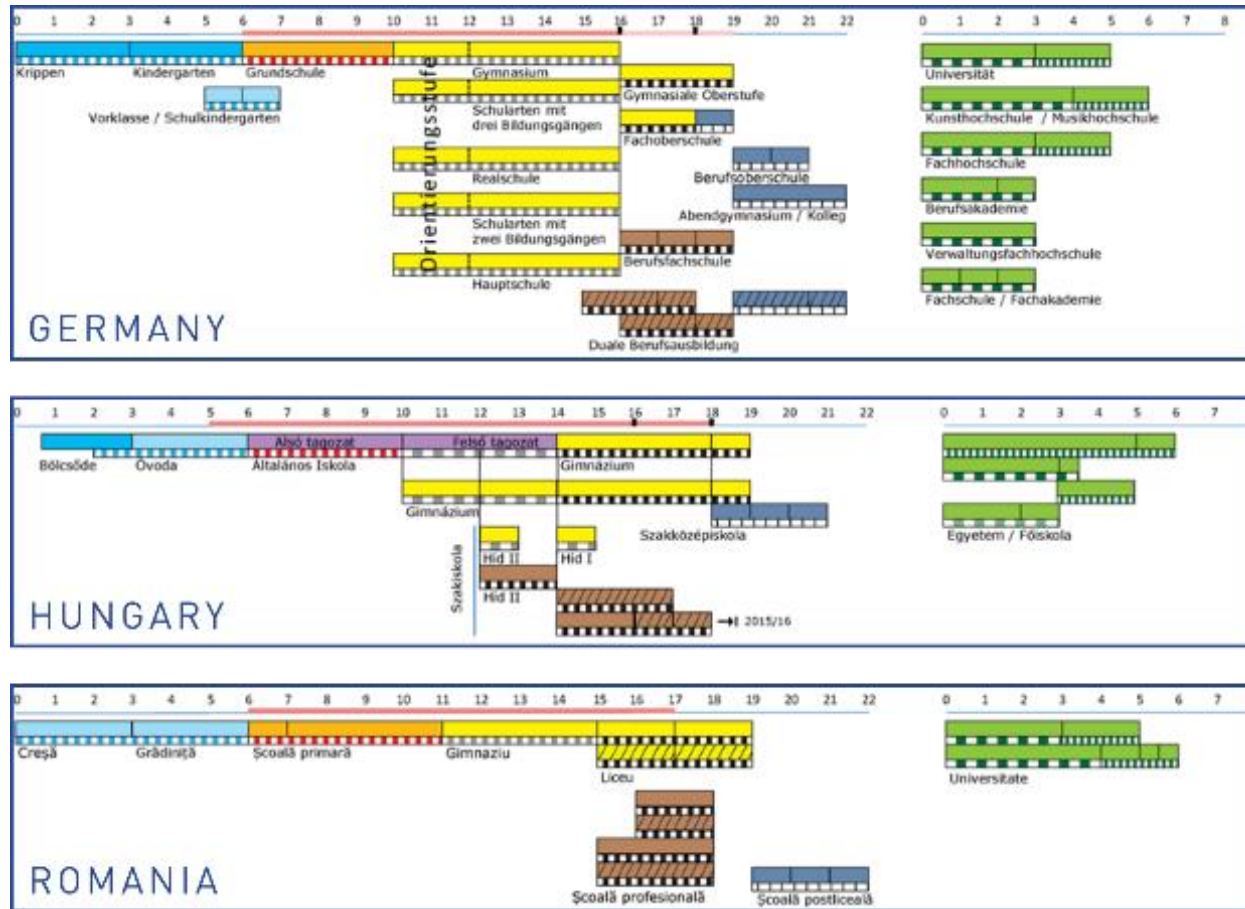 0 1 2 3 4 5 6 7 8 9 10 11 12 13 14 15 16 17 18 19 20 21 22 0 1 2 3 4 5 6 7 8
Krippen Kindergarten Grundschule Gymnasium
Gymnasiale Oberstufe
Vorklasse / Schulkindergarten
Orientierungsstufe
Schularten mit
drei Bildungsgängen
Fachoberschule
Realschule
Berufsoberschule
Abendgymnasium / Kolleg
Schularten mit
zwei Bildungsgängen
Berufsfachschule
Hauptschule
Duale Berufsausbildung
Universität
Kunsthochschule / Musikhochschule
Fachhochschule
Berufsakademie
Verwaltungsfachhochschule
Fachschule / Fachakademie
GERMANY
0 1 2 3 4 5 6 7 8 9 10 11 12 13 14 15 16 17 18 19 20 21 22 0 1 2 3 4 5 6 7
Alsó tagozat Felső tagozat
Bölcsőde Óvoda Általános Iskola Gimnázium
Gimnázium
Szakközépiskola
Egyetem / Főiskola
Szakiskola
Híd II Híd I
Híd II
2015/16
HUNGARY
0 1 2 3 4 5 6 7 8 9 10 11 12 13 14 15 16 17 18 19 20 21 22 0 1 2 3 4 5 6 7
Creşă Grădiniţă Şcoală primară Gimnaziu
Liceu
Universitate
Şcoală profesională
Şcoală postliceală
ROMANIA